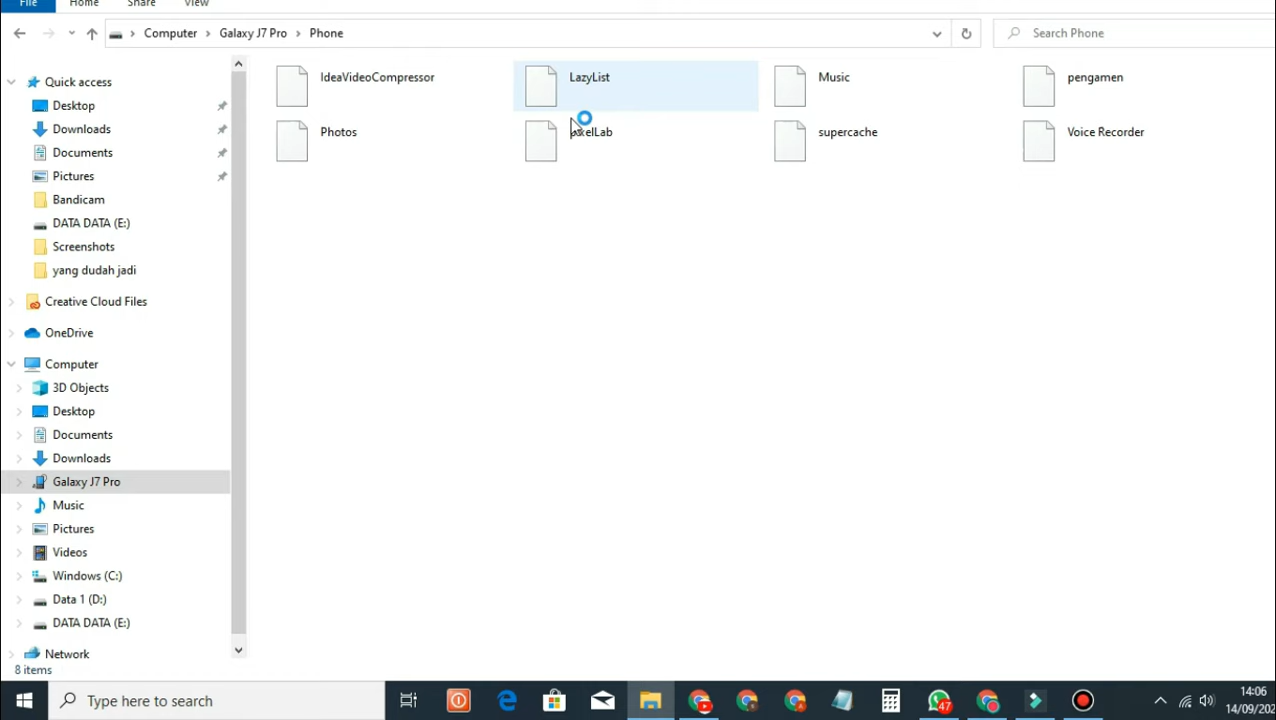 File Home Share View
Computer Galaxy J7 Pro Phone Search Phone
Quick access
Desktop
Downloads
Documents
Pictures
Bandicam
DATA DATA (E:)
Screenshots
yang dudah jadi
Creative Cloud Files
OneDrive
Computer
3D Objects
Desktop
Documents
Downloads
Galaxy J7 Pro
Music
Pictures
Videos
Windows (C:)
Data 1 (D:)
DATA DATA (E:)
Network
IdeaVideoCompressor LazyList Music pengamen
Photos supercache Voice Recorder
8 items
Type here to search 47 14:06